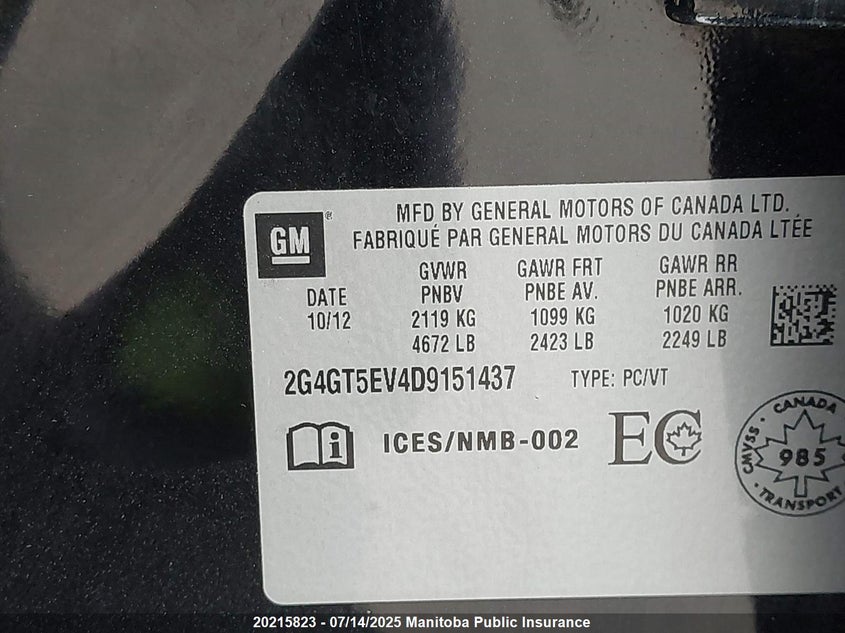 GM ®
MFD BY GENERAL MOTORS OF CANADA LTD.
FABRIQUÉ PAR GENERAL MOTORS DU CANADA LTÉE
GVWR GAWR FRT GAWR RR
DATE PNBV PNBE AV. PNBE ARR.
10/12 2119 KG 1099 KG 1020 KG
4672 LB 2423 LB 2249 LB
2G4GT5EV4D9151437 TYPE: PC/VT
i ICES/NMB-002 EC
CANADA
CMVSS 985
TRANSPORT
20215823 - 07/14/2025 Manitoba Public Insurance